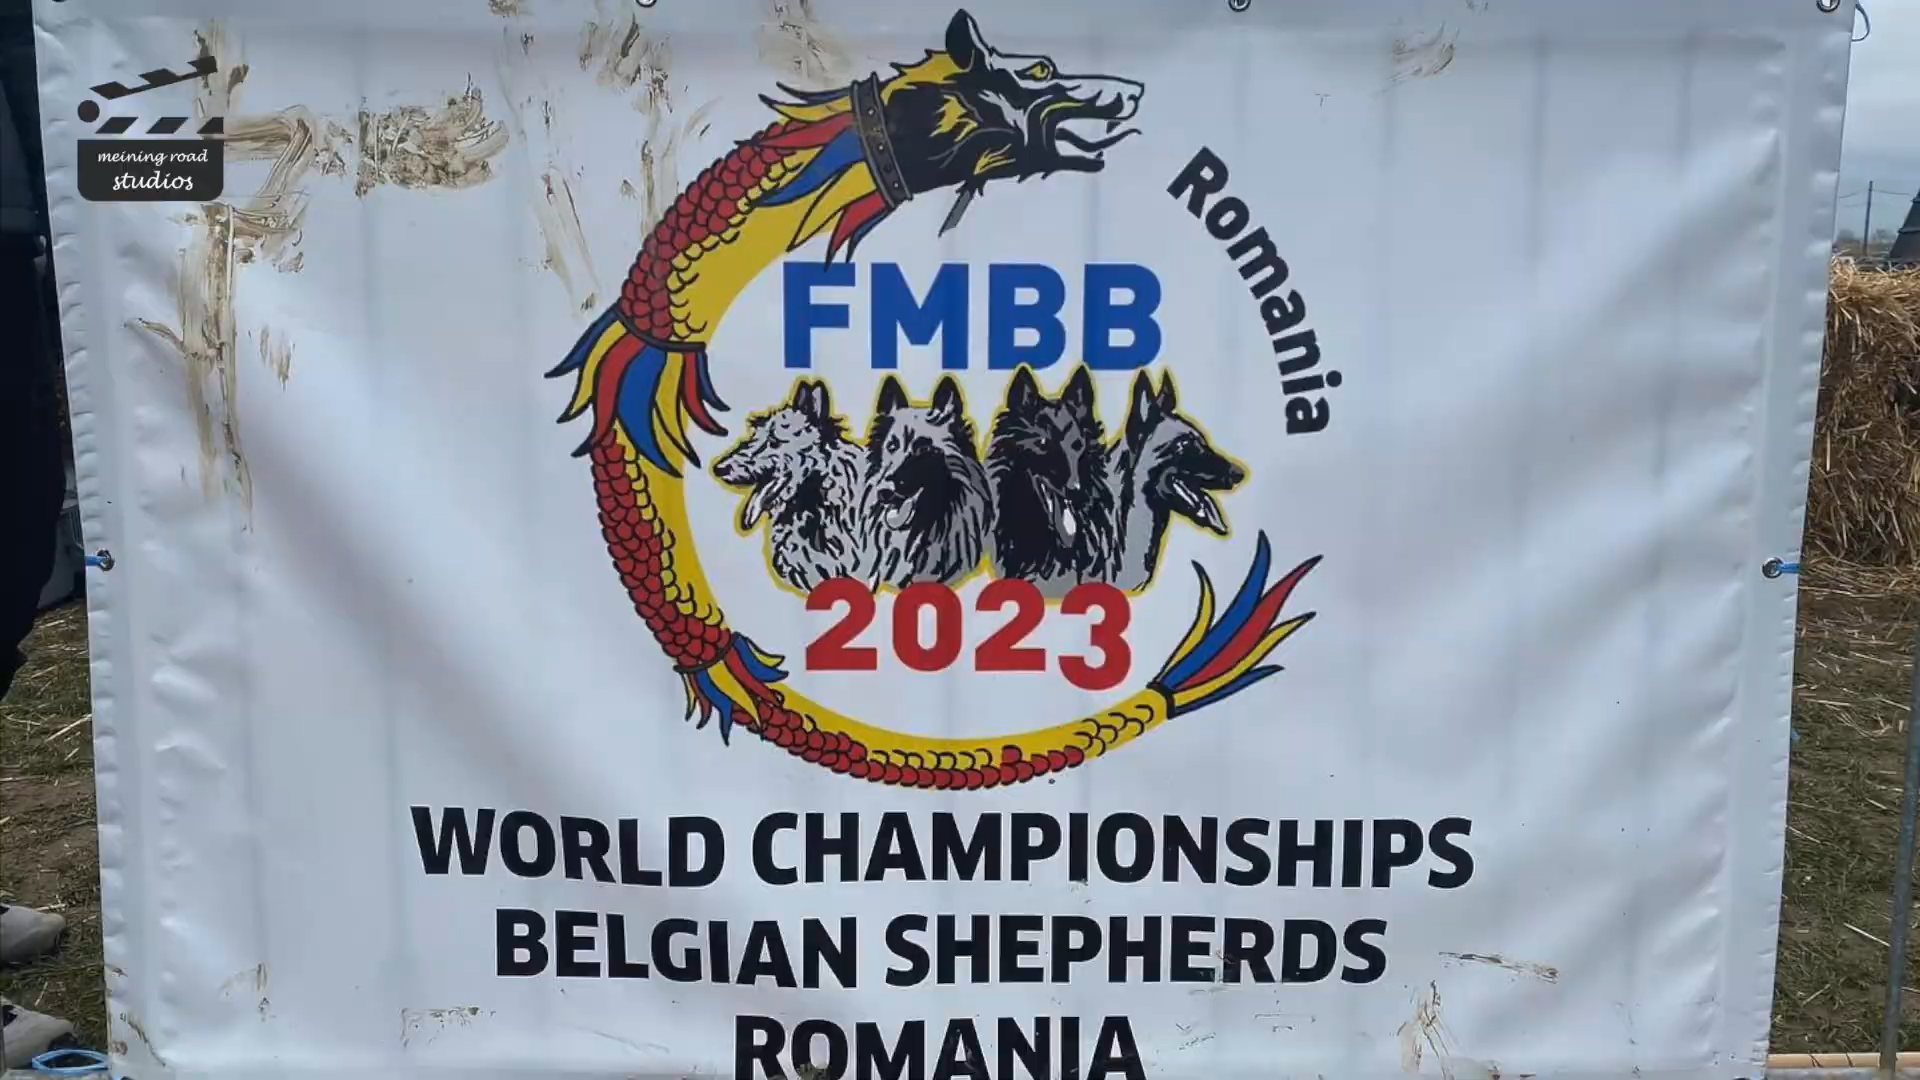 meining road
studios
Romania
FMBB
2023
WORLD CHAMPIONSHIPS
BELGIAN SHEPHERDS
ROMANIA